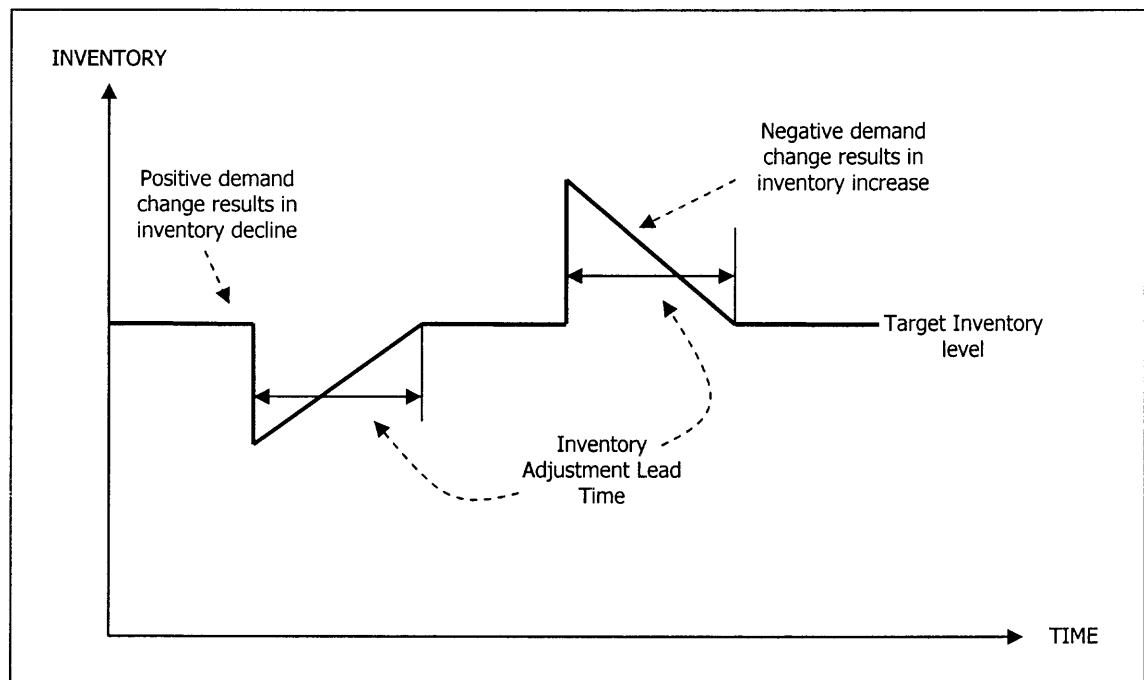 INVENTORY
Positive demand
change results in
inventory decline
Negative demand
change results in
inventory increase
Target Inventory
level
Inventory
Adjustment Lead
Time
TIME